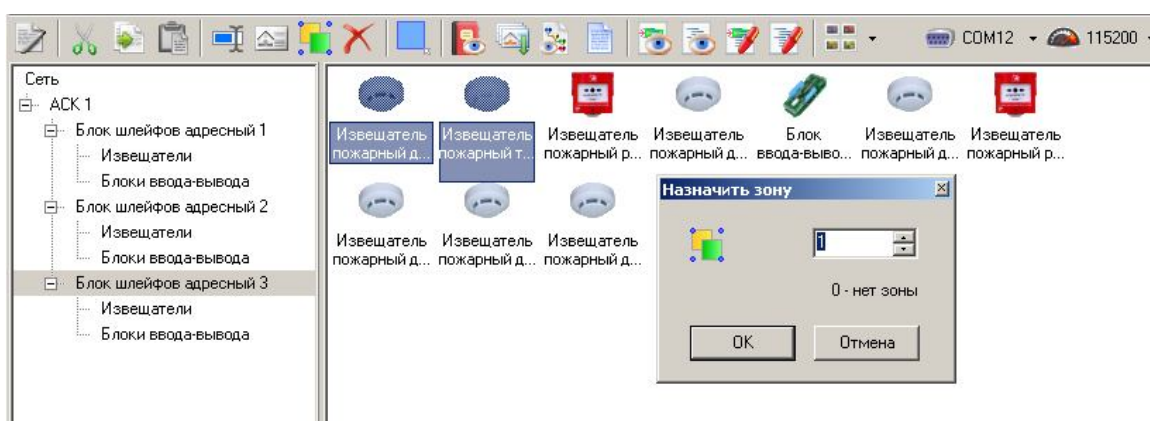 COM12 115200
Сеть
АСК 1
Блок шлейфов адресный 1
Извещатели
Блоки ввода-вывода
Блок шлейфов адресный 2
Извещатели
Блоки ввода-вывода
Блок шлейфов адресный 3
Извещатели
Блоки ввода-вывода
Извещатель Извещатель Извещатель Извещатель Блок Извещатель Извещатель
пожарный д... пожарный т... пожарный р... пожарный д... ввода-выво... пожарный д... пожарный р...
Извещатель Извещатель Извещатель
пожарный д... пожарный д... пожарный д...
Назначить зону
1
0 - нет зоны
OK Отмена